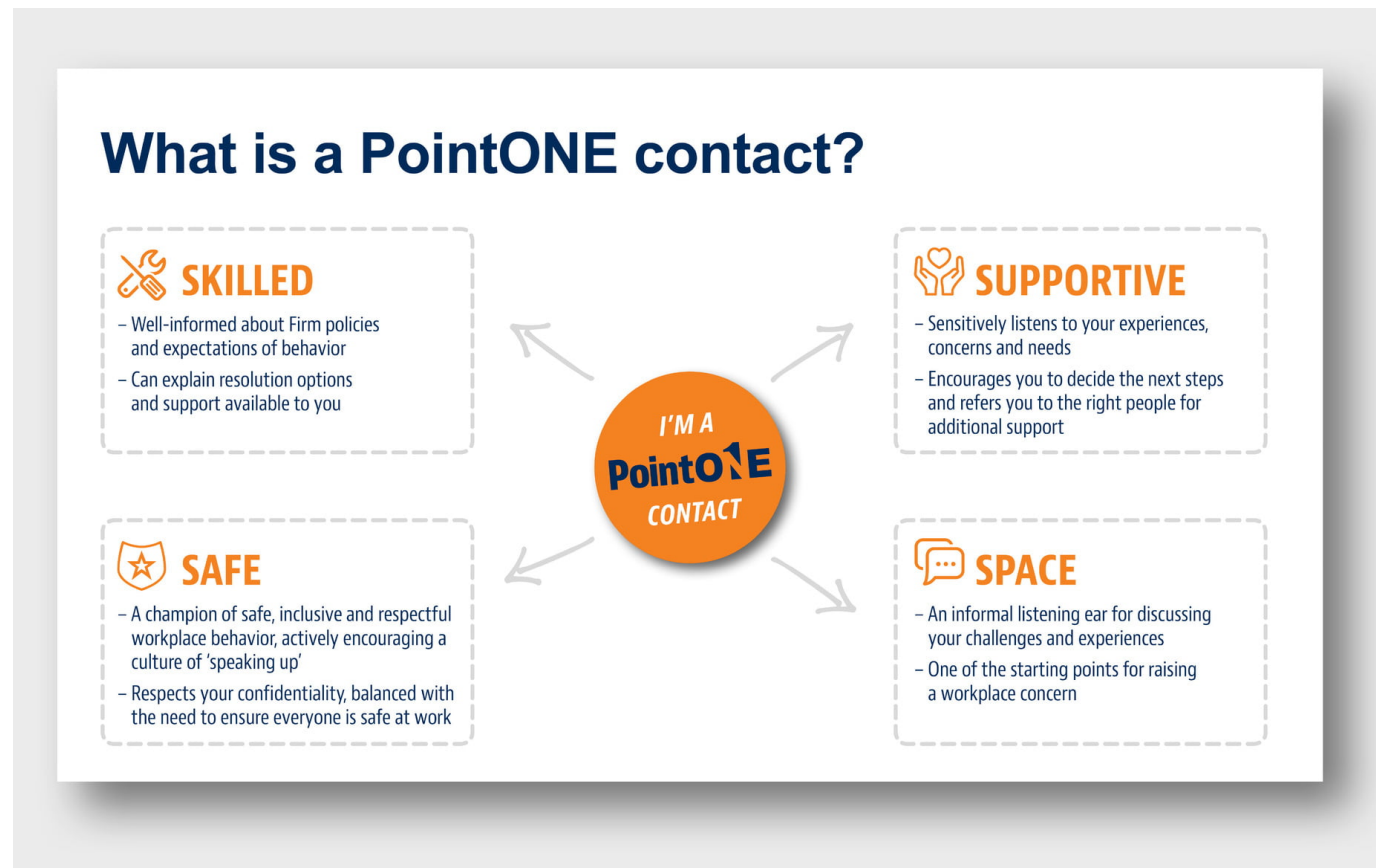 What is a PointONE contact?
SKILLED
– Well-informed about Firm policies
and expectations of behavior
– Can explain resolution options
and support available to you
SUPPORTIVE
– Sensitively listens to your experiences,
concerns and needs
– Encourages you to decide the next steps
and refers you to the right people for
additional support
I'M A
PointONE
CONTACT
SAFE
– A champion of safe, inclusive and respectful
workplace behavior, actively encouraging a
culture of ‘speaking up’
– Respects your confidentiality, balanced with
the need to ensure everyone is safe at work
SPACE
– An informal listening ear for discussing
your challenges and experiences
– One of the starting points for raising
a workplace concern